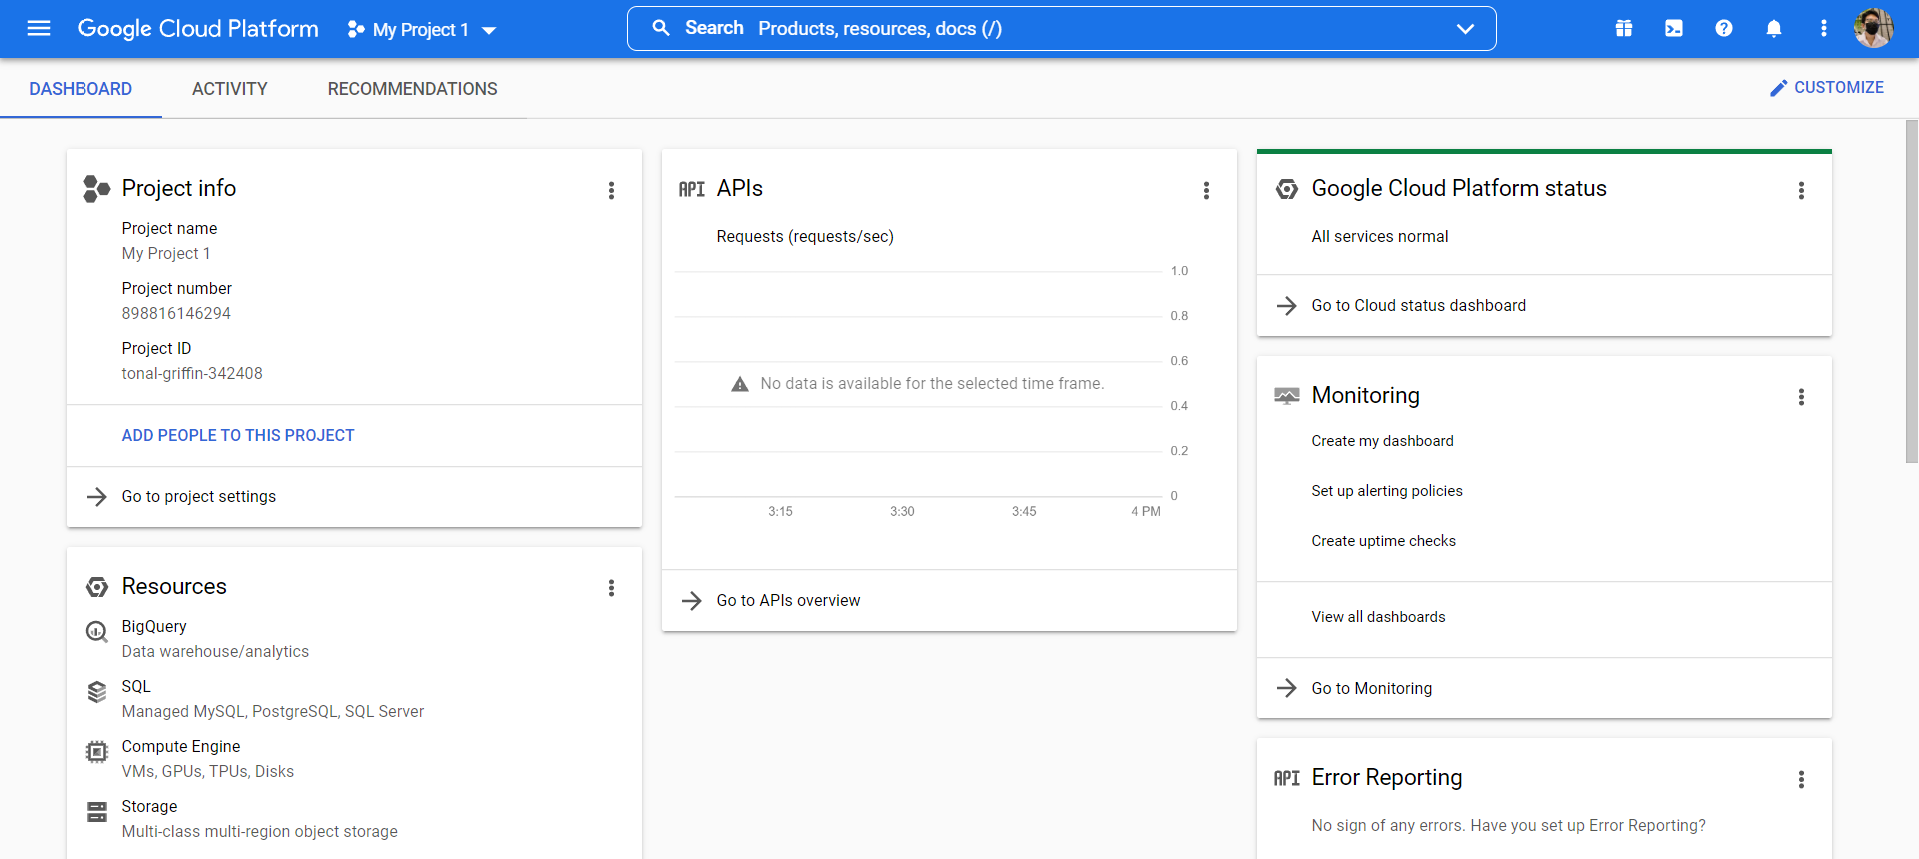 Google Cloud Platform
My Project 1
Search Products, resources, docs (/)
DASHBOARD
ACTIVITY
RECOMMENDATIONS
CUSTOMIZE
Project info
Project name
My Project 1
Project number
898816146294
Project ID
tonal-griffin-342408
ADD PEOPLE TO THIS PROJECT
Go to project settings
Resources
BigQuery
Data warehouse/analytics
SQL
Managed MySQL, PostgreSQL, SQL Server
Compute Engine
VMs, GPUs, TPUs, Disks
Storage
Multi-class multi-region object storage
API APIs
Requests (requests/sec)
1.0
0.8
0.6
No data is available for the selected time frame.
0.4
0.2
0
3:15 3:30 3:45 4 PM
Go to APIs overview
Google Cloud Platform status
All services normal
Go to Cloud status dashboard
Monitoring
Create my dashboard
Set up alerting policies
Create uptime checks
View all dashboards
Go to Monitoring
API Error Reporting
No sign of any errors. Have you set up Error Reporting?